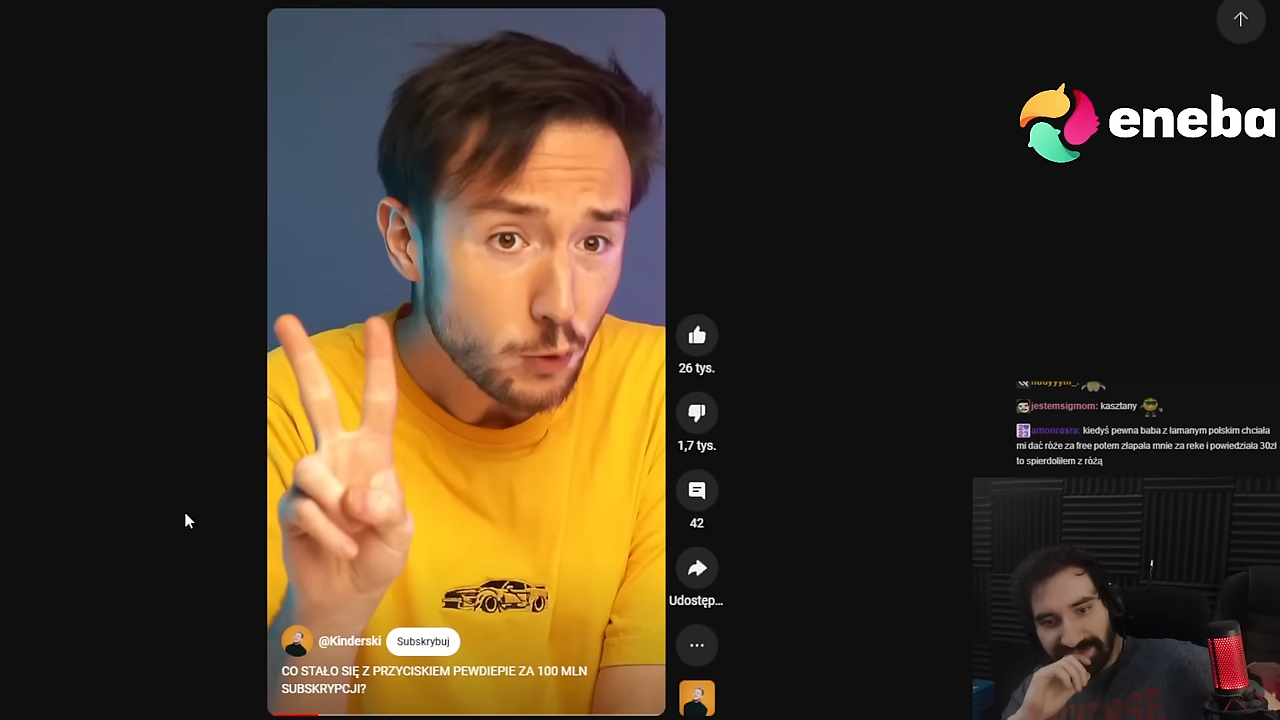 eneba
26 tys.
1,7 tys.
42
Udostęp...
@Kinderski
Subskrybuj
CO STAŁO SIĘ Z PRZYCISKIEM PEWDIEPIE ZA 100 MLN
SUBSKRYPCJI?
jestemsigmom: kasztany
amonrasra: kiedyś pewna baba z łamanym polskim chciała
mi dać róże za free potem złapała mnie za reke i powiedziala 30zł
to spierdoliłem z różą